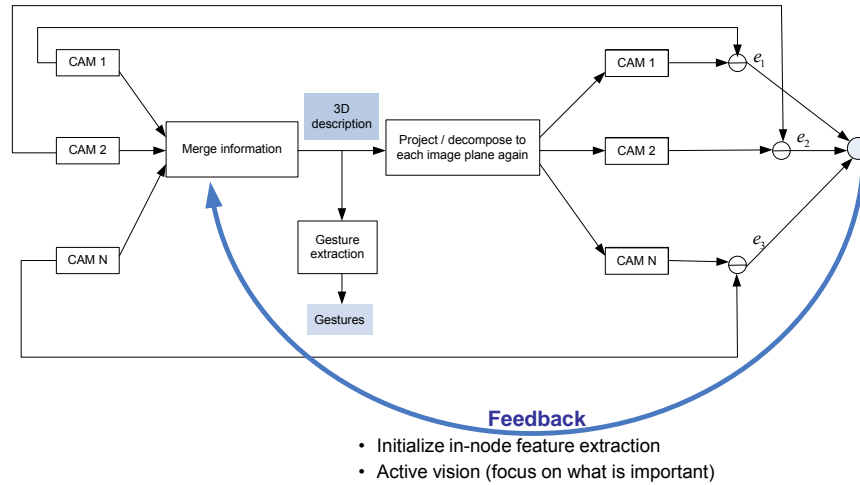 CAM 1
CAM 2
CAM N
Merge information
3D
description
Gesture
extraction
Gestures
Project / decompose to
each image plane again
CAM 1
CAM 2
CAM N
e1
e2
e3
Feedback
• Initialize in-node feature extraction
• Active vision (focus on what is important)